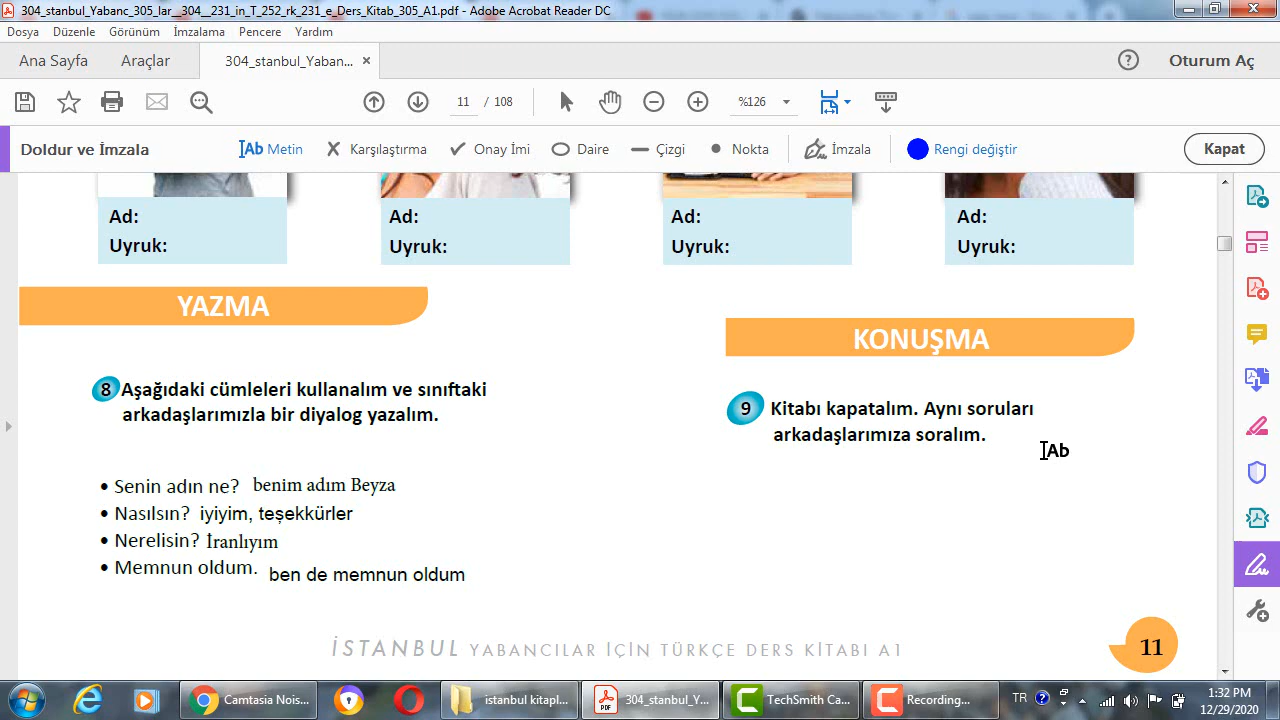 304_stanbul_Yabanc_305_lar__304__231_in_T_252_rk_231_e_Ders_Kitab_305_A1.pdf - Adobe Acrobat Reader DC
Dosya Düzenle Görünüm İmzalama Pencere Yardım
Ana Sayfa Araçlar 304_stanbul_Yaban... × ? Oturum Aç
11 / 108 %126
Doldur ve İmzala Ab Metin Karşılaştırma Onay İmi Daire Çizgi Nokta İmzala Rengi değiştir Kapat
Ad: Ad: Ad: Ad:
Uyruk: Uyruk: Uyruk: Uyruk:
YAZMA
8 Aşağıdaki cümleleri kullanalım ve sınıftaki
arkadaşlarımızla bir diyalog yazalım.
• Senin adın ne? benim adım Beyza
• Nasılsın? iyiyim, teşekkürler
• Nerelisin? İranlıyım
• Memnun oldum. ben de memnun oldum
KONUŞMA
9 Kitabı kapatalım. Aynı soruları
arkadaşlarımıza soralım.
Ab
İSTANBUL YABANCILAR İÇİN TÜRKÇE DERS KİTABI A1
11
Camtasia Nois... istanbul kitapl... 304_stanbul_Y... TechSmith Ca... Recording... TR 1:32 PM
12/29/2020